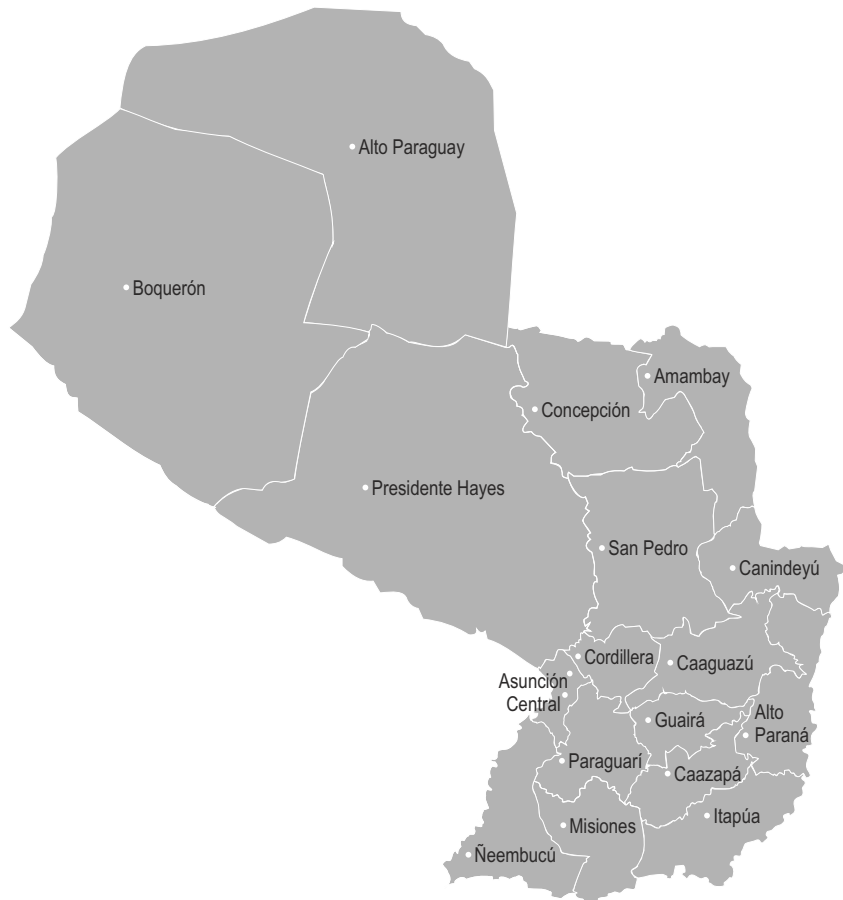 Alto Paraguay
Boquerón
Amambay
Concepción
Presidente Hayes
San Pedro
Canindeyú
Cordillera
Caaguazú
Asunción
Central
Guairá
Alto
Paraná
Paraguarí
Caazapá
Itapúa
Misiones
Ñeembucú